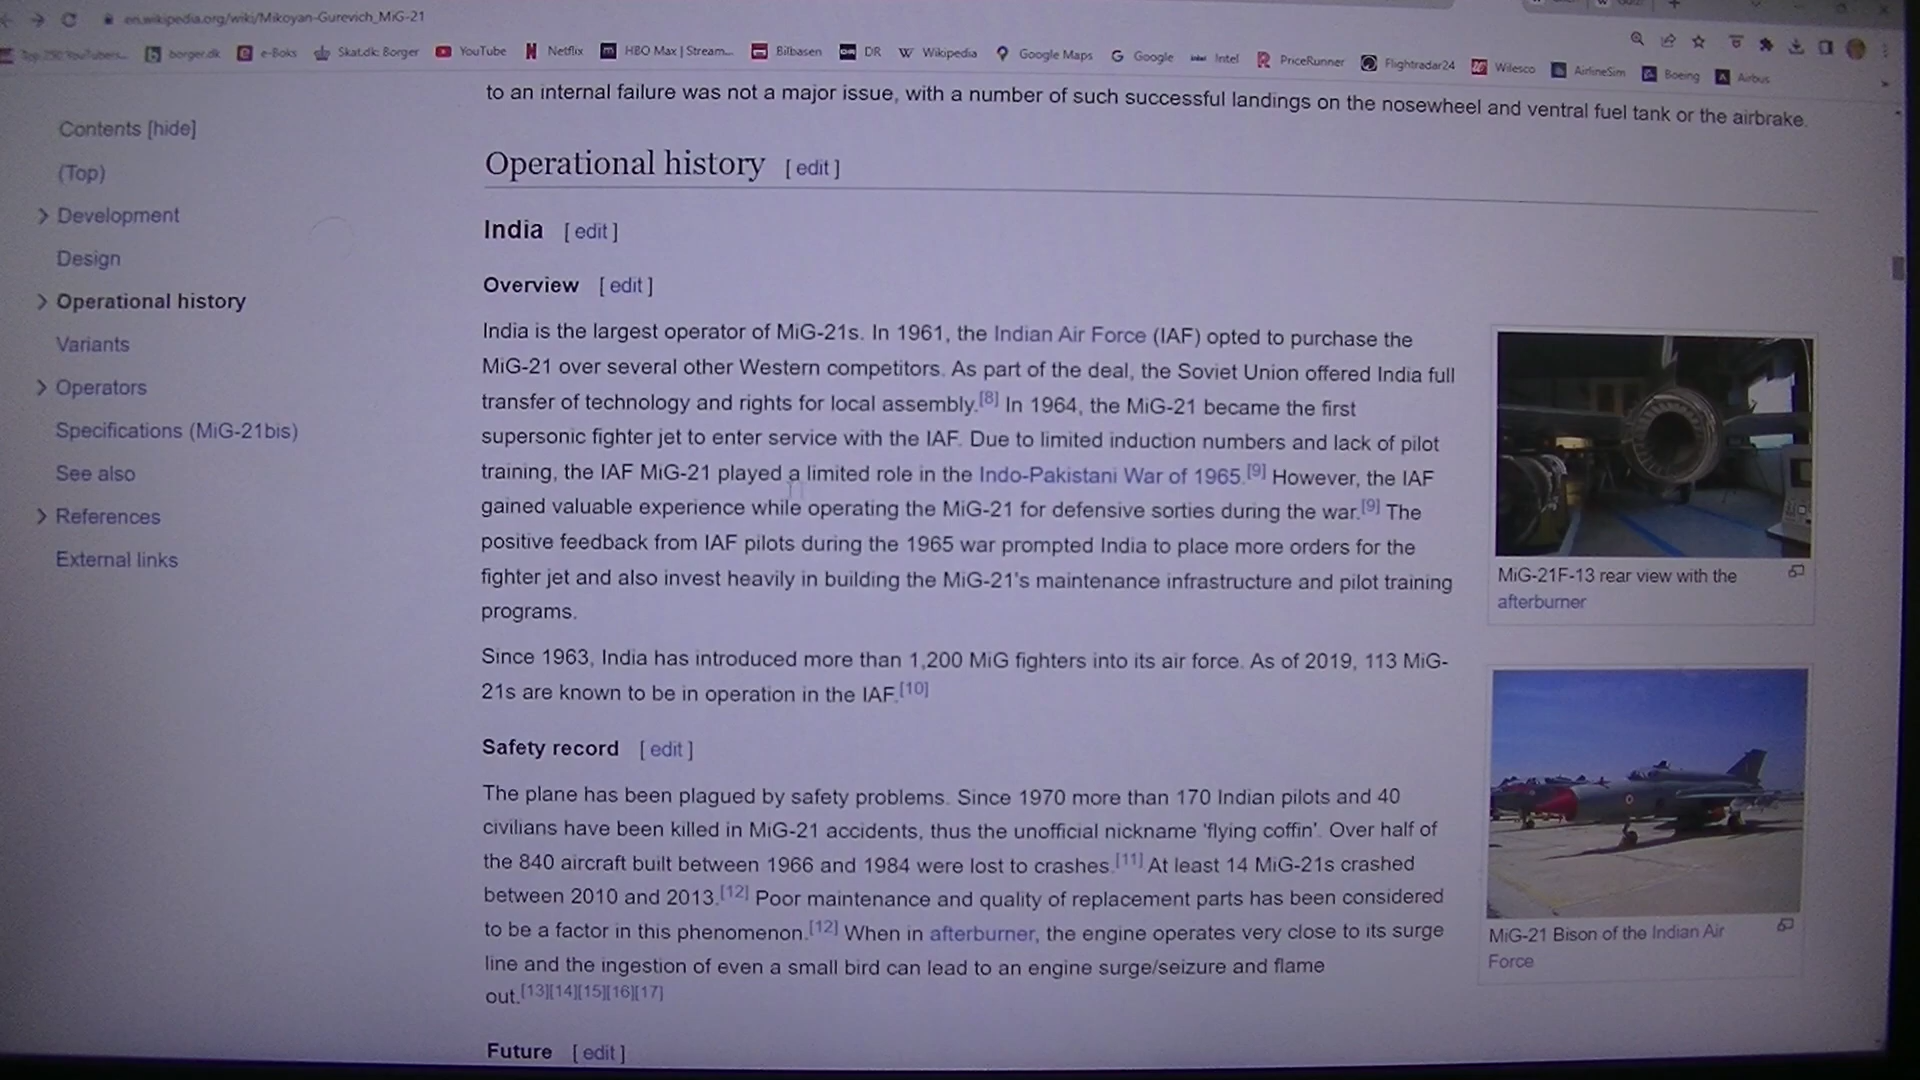 en.wikipedia.org/wiki/Mikoyan-Gurevich_MiG-21
borger.dk e-Boks Skat.dk: Borger YouTube Netflix HBO Max | Stream... Bilbasen DR Wikipedia Google Maps Google Intel PriceRunner Flightradar24 Wilesco AirlineSim Boeing Airbus
to an internal failure was not a major issue, with a number of such successful landings on the nosewheel and ventral fuel tank or the airbrake.
Contents [hide]
(Top)
Development
Design
Operational history
Variants
Operators
Specifications (MiG-21bis)
See also
References
External links
Operational history [ edit ]
India [ edit ]
Overview [ edit ]
India is the largest operator of MiG-21s. In 1961, the Indian Air Force (IAF) opted to purchase the
MiG-21 over several other Western competitors. As part of the deal, the Soviet Union offered India full
transfer of technology and rights for local assembly.[8] In 1964, the MiG-21 became the first
supersonic fighter jet to enter service with the IAF. Due to limited induction numbers and lack of pilot
training, the IAF MiG-21 played a limited role in the Indo-Pakistani War of 1965.[9] However, the IAF
gained valuable experience while operating the MiG-21 for defensive sorties during the war.[9] The
positive feedback from IAF pilots during the 1965 war prompted India to place more orders for the
fighter jet and also invest heavily in building the MiG-21's maintenance infrastructure and pilot training
programs.
Since 1963, India has introduced more than 1,200 MiG fighters into its air force. As of 2019, 113 MiG-
21s are known to be in operation in the IAF.[10]
Safety record [ edit ]
The plane has been plagued by safety problems. Since 1970 more than 170 Indian pilots and 40
civilians have been killed in MiG-21 accidents, thus the unofficial nickname 'flying coffin'. Over half of
the 840 aircraft built between 1966 and 1984 were lost to crashes.[11] At least 14 MiG-21s crashed
between 2010 and 2013.[12] Poor maintenance and quality of replacement parts has been considered
to be a factor in this phenomenon.[12] When in afterburner, the engine operates very close to its surge
line and the ingestion of even a small bird can lead to an engine surge/seizure and flame
out.[13][14][15][16][17]
Future [ edit ]
MiG-21F-13 rear view with the
afterburner
MiG-21 Bison of the Indian Air
Force